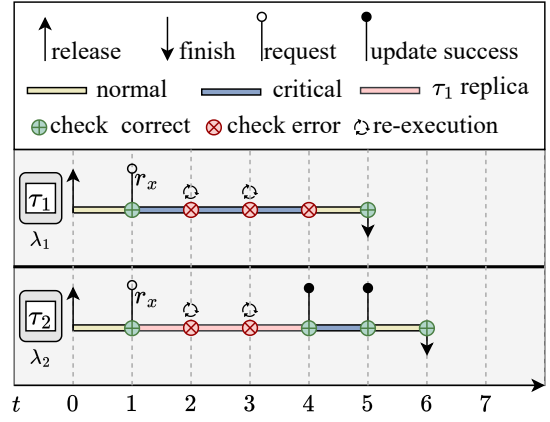 release finish request update success
normal critical τ₁ replica
check correct check error re-execution
τ₁ rₓ
λ₁
τ₂ rₓ
λ₂
t 0 1 2 3 4 5 6 7